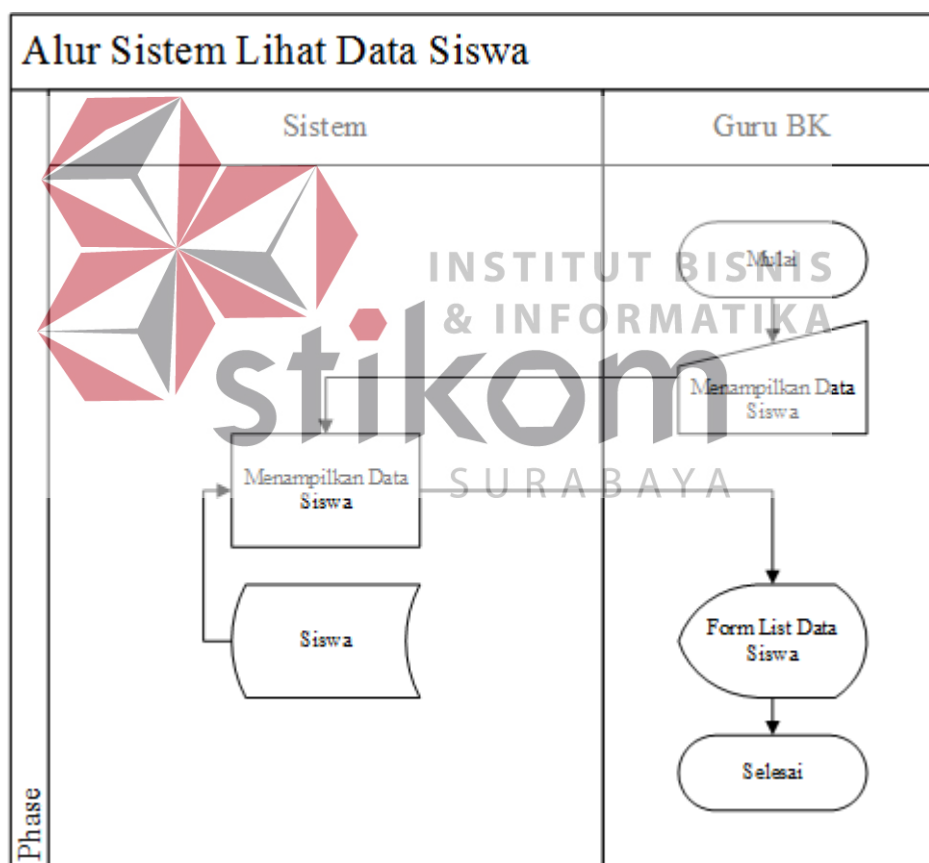 Alur Sistem Lihat Data Siswa
Sistem
Guru BK
Mulai
INSTITUT BISNIS
& INFORMATIKA
stikom
SURABAYA
Menampilkan Data
Siswa
Menampilkan Data
Siswa
Siswa
Form List Data
Siswa
Selesai
Phase